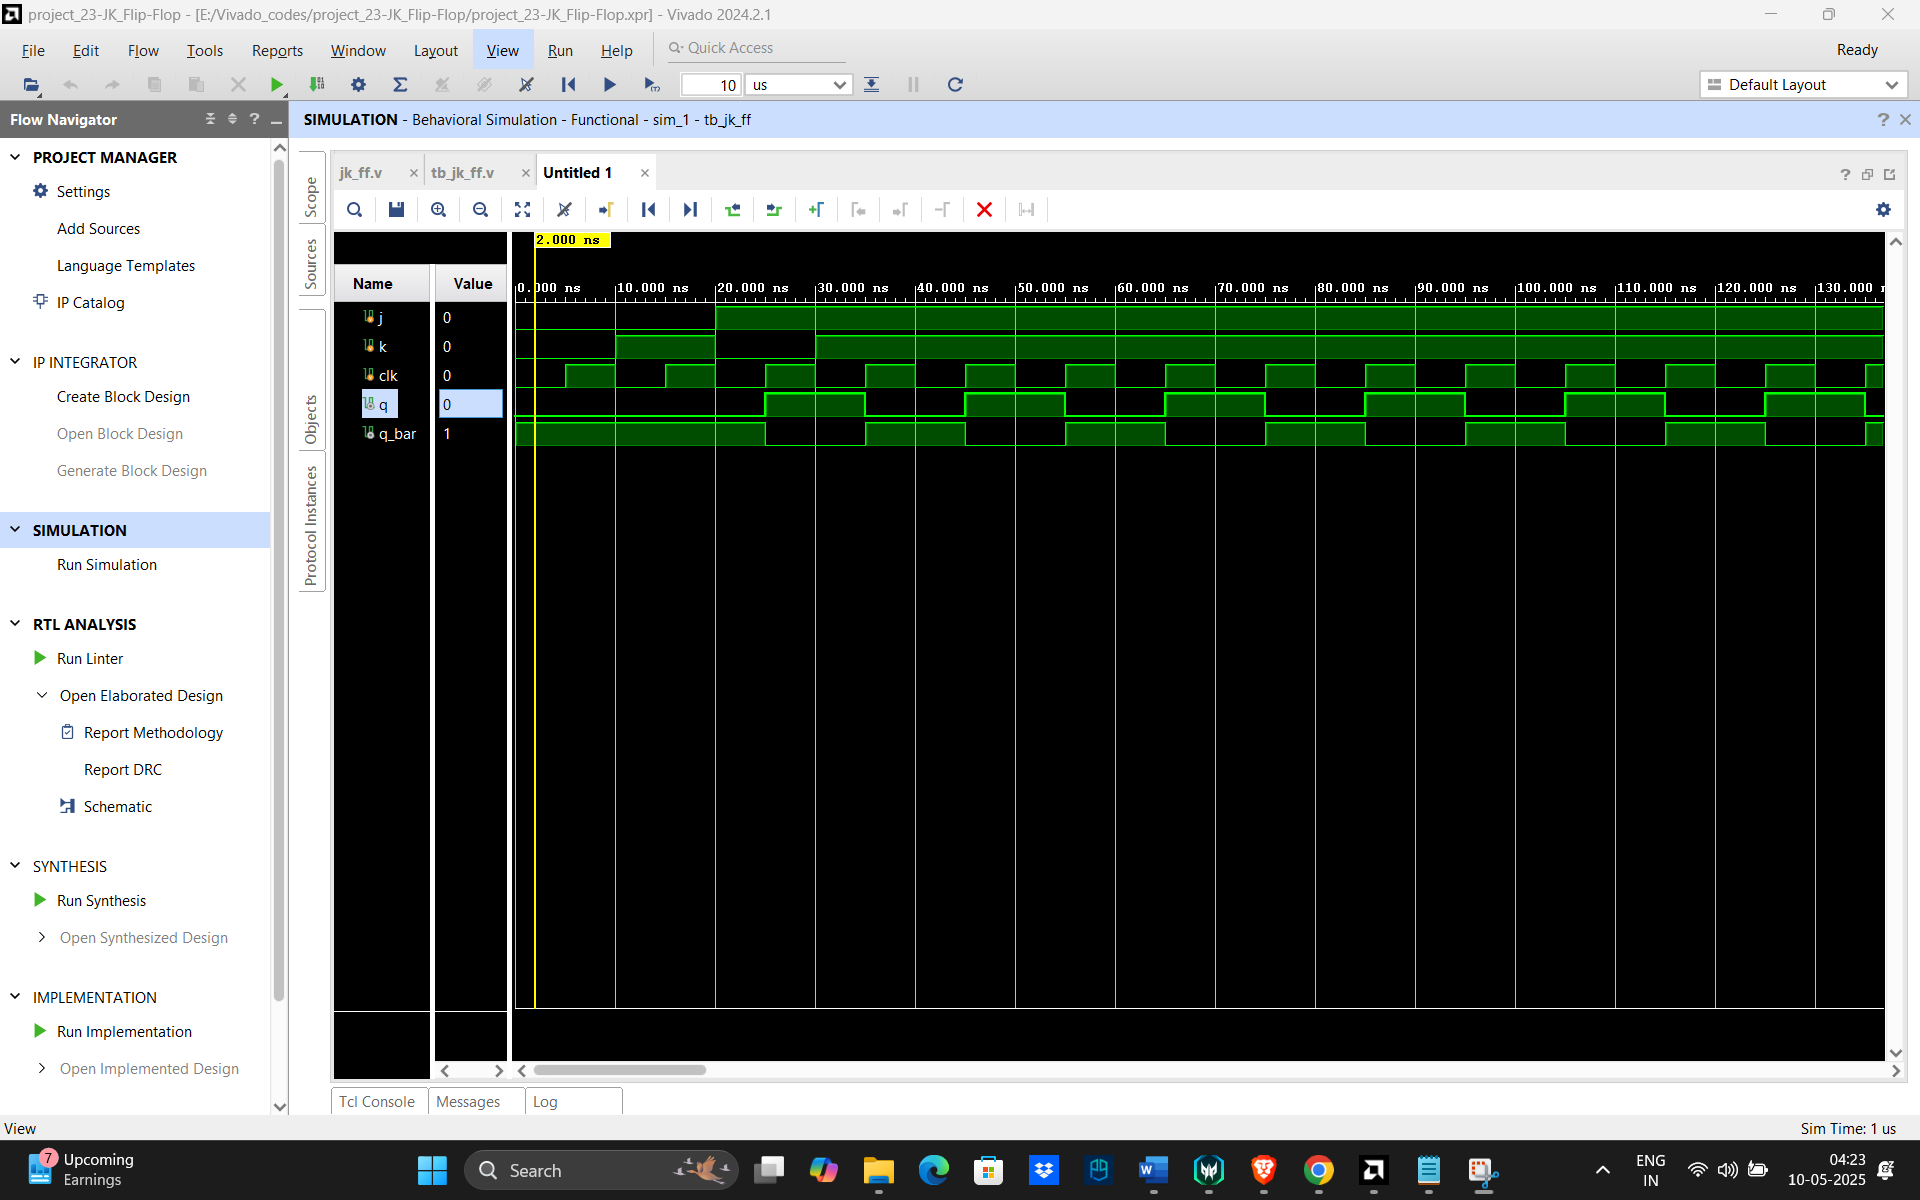 project_23-JK_Flip-Flop - [E:/Vivado_codes/project_23-JK_Flip-Flop/project_23-JK_Flip-Flop.xpr] - Vivado 2024.2.1
File Edit Flow Tools Reports Window Layout View Run Help Quick Access Ready
10 us Default Layout
Flow Navigator
SIMULATION - Behavioral Simulation - Functional - sim_1 - tb_jk_ff
PROJECT MANAGER
Settings
Add Sources
Language Templates
IP Catalog
IP INTEGRATOR
Create Block Design
Open Block Design
Generate Block Design
SIMULATION
Run Simulation
RTL ANALYSIS
Run Linter
Open Elaborated Design
Report Methodology
Report DRC
Schematic
SYNTHESIS
Run Synthesis
Open Synthesized Design
IMPLEMENTATION
Run Implementation
Open Implemented Design
Scope
Sources
Objects
Protocol Instances
jk_ff.v tb_jk_ff.v Untitled 1
2.000 ns
Name Value
0.000 ns 10.000 ns 20.000 ns 30.000 ns 40.000 ns 50.000 ns 60.000 ns 70.000 ns 80.000 ns 90.000 ns 100.000 ns 110.000 ns 120.000 ns 130.000
j 0
k 0
clk 0
q 0
q_bar 1
Tcl Console Messages Log
View Sim Time: 1 us
7
Upcoming
Earnings
Search
ENG
IN
04:23
10-05-2025